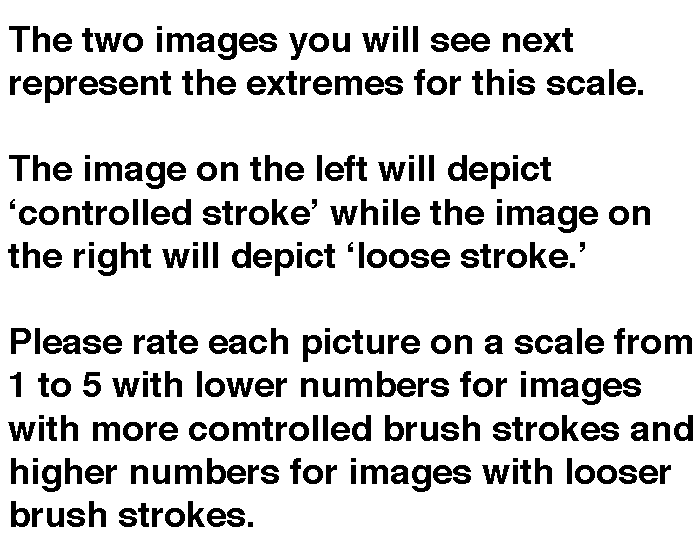 The two images you will see next
represent the extremes for this scale.
The image on the left will depict
‘controlled stroke’ while the image on
the right will depict ‘loose stroke.’
Please rate each picture on a scale from
1 to 5 with lower numbers for images
with more comtrolled brush strokes and
higher numbers for images with looser
brush strokes.